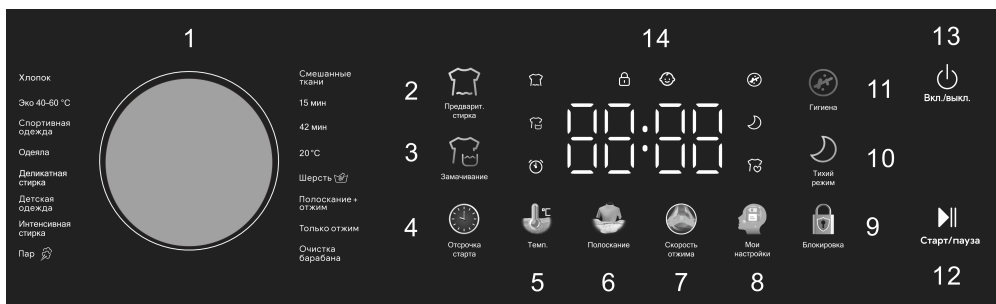 1
Хлопок
Эко 40-60 °C
Спортивная
одежда
Одеяла
Деликатная
стирка
Детская
одежда
Интенсивная
стирка
Пар
Смешанные
ткани
15 мин
42 мин
20°C
Шерсть
Полоскание +
отжим
Только отжим
Очистка
барабана
2
Предварит.
стирка
3
Замачивание
4
Отсрочка
старта
14
88:88
°C
Темп.
5
Полоскание
6
Скорость
отжима
7
Мои
настройки
8
Гигиена
11
Тихий
режим
10
Блокировка
9
13
Вкл./выкл.
Старт/пауза
12